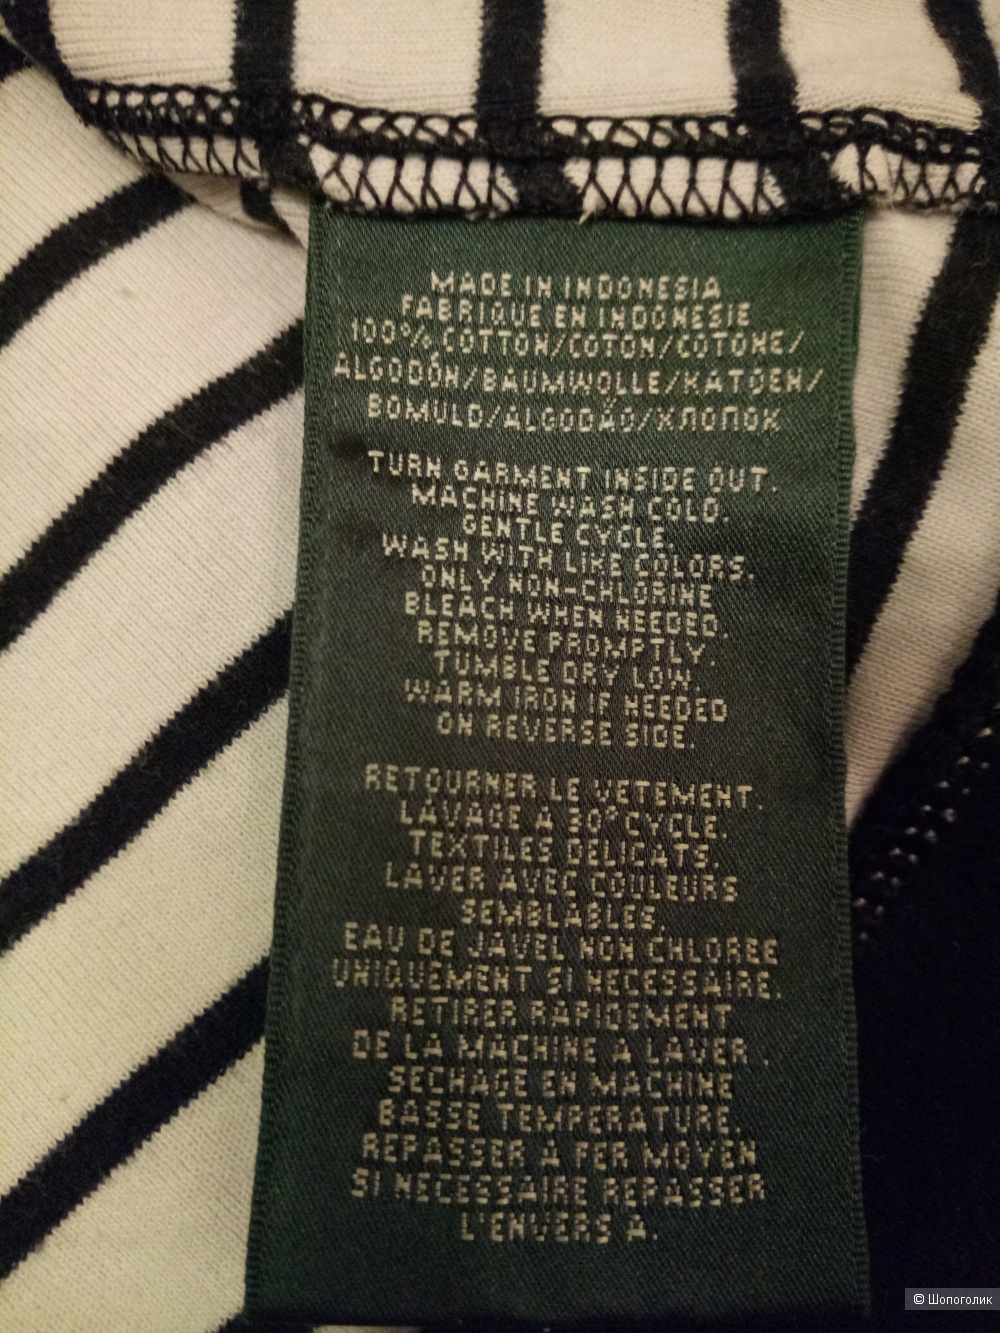 MADE IN INDONESIA
FABRIQUE EN INDONESIE
100% COTTON/COTON/COTONE/
ALGODÓN/BAUMWOLLE/KATOEN/
BOMULD/ALGODÃO/ХЛОПОК
TURN GARMENT INSIDE OUT.
MACHINE WASH COLD.
GENTLE CYCLE.
WASH WITH LIKE COLORS.
ONLY NON-CHLORINE
BLEACH WHEN NEEDED.
REMOVE PROMPTLY.
TUMBLE DRY LOW.
WARM IRON IF NEEDED
ON REVERSE SIDE.
RETOURNER LE VETEMENT.
LAVAGE A 30° CYCLE.
TEXTILES DELICATS.
LAVER AVEC COULEURS
SEMBLABLES.
EAU DE JAVEL NON CHLOREE
UNIQUEMENT SI NECESSAIRE.
RETIRER RAPIDEMENT
DE LA MACHINE A LAVER.
SECHAGE EN MACHINE
BASSE TEMPERATURE
REPASSER A FER MOYEN
SI NECESSAIRE REPASSER
L'ENVERS A.
© Шопоголик